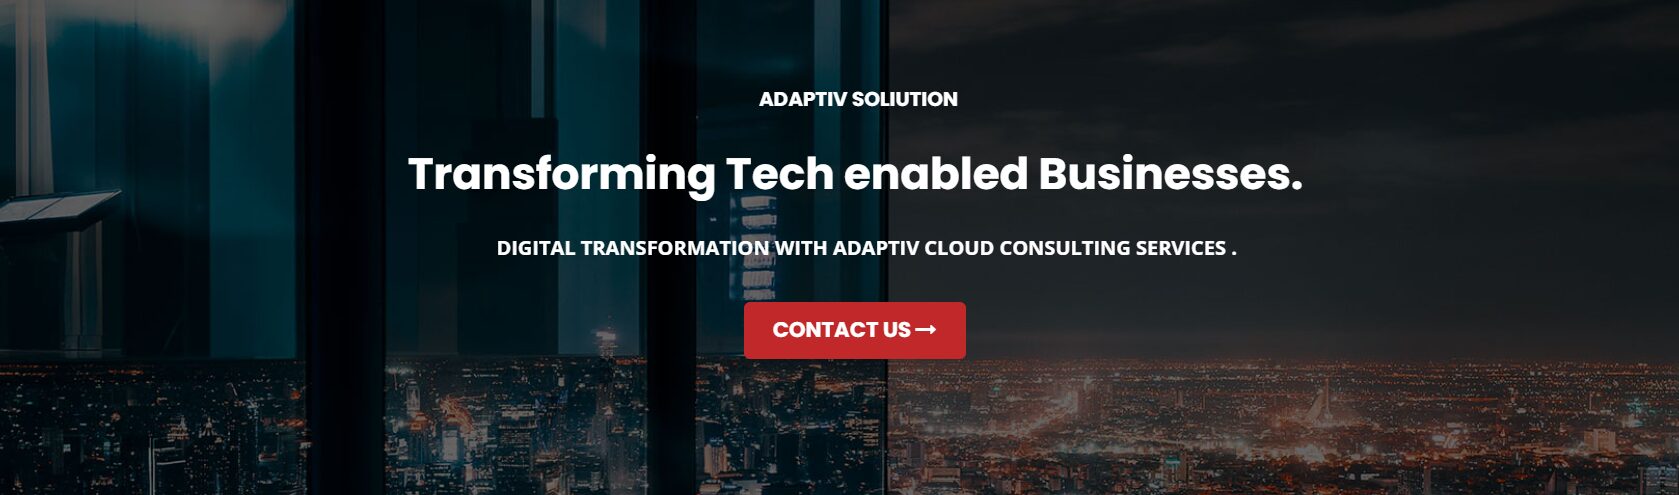 ADAPTIV SOLIUTION
Transforming Tech enabled Businesses.
DIGITAL TRANSFORMATION WITH ADAPTIV CLOUD CONSULTING SERVICES .
CONTACT US